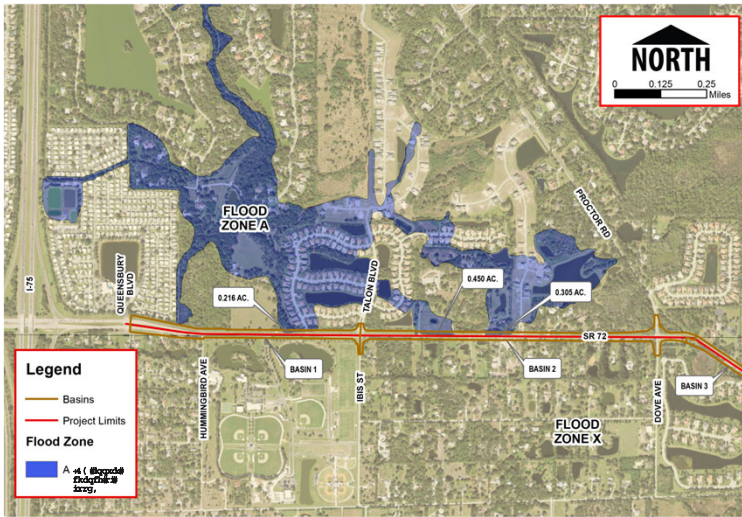 NORTH
0 0.125 0.25
Miles
FLOOD
ZONE A
PROCTOR RD
I-75
QUEENSBURY
BLVD
TALON BLVD
0.216 AC.
0.450 AC.
0.305 AC.
SR 72
BASIN 1
BASIN 2
BASIN 3
HUMMINGBIRD AVE
IBIS ST
DOVE AVE
FLOOD
ZONE X
Legend
Basins
Project Limits
Flood Zone
A